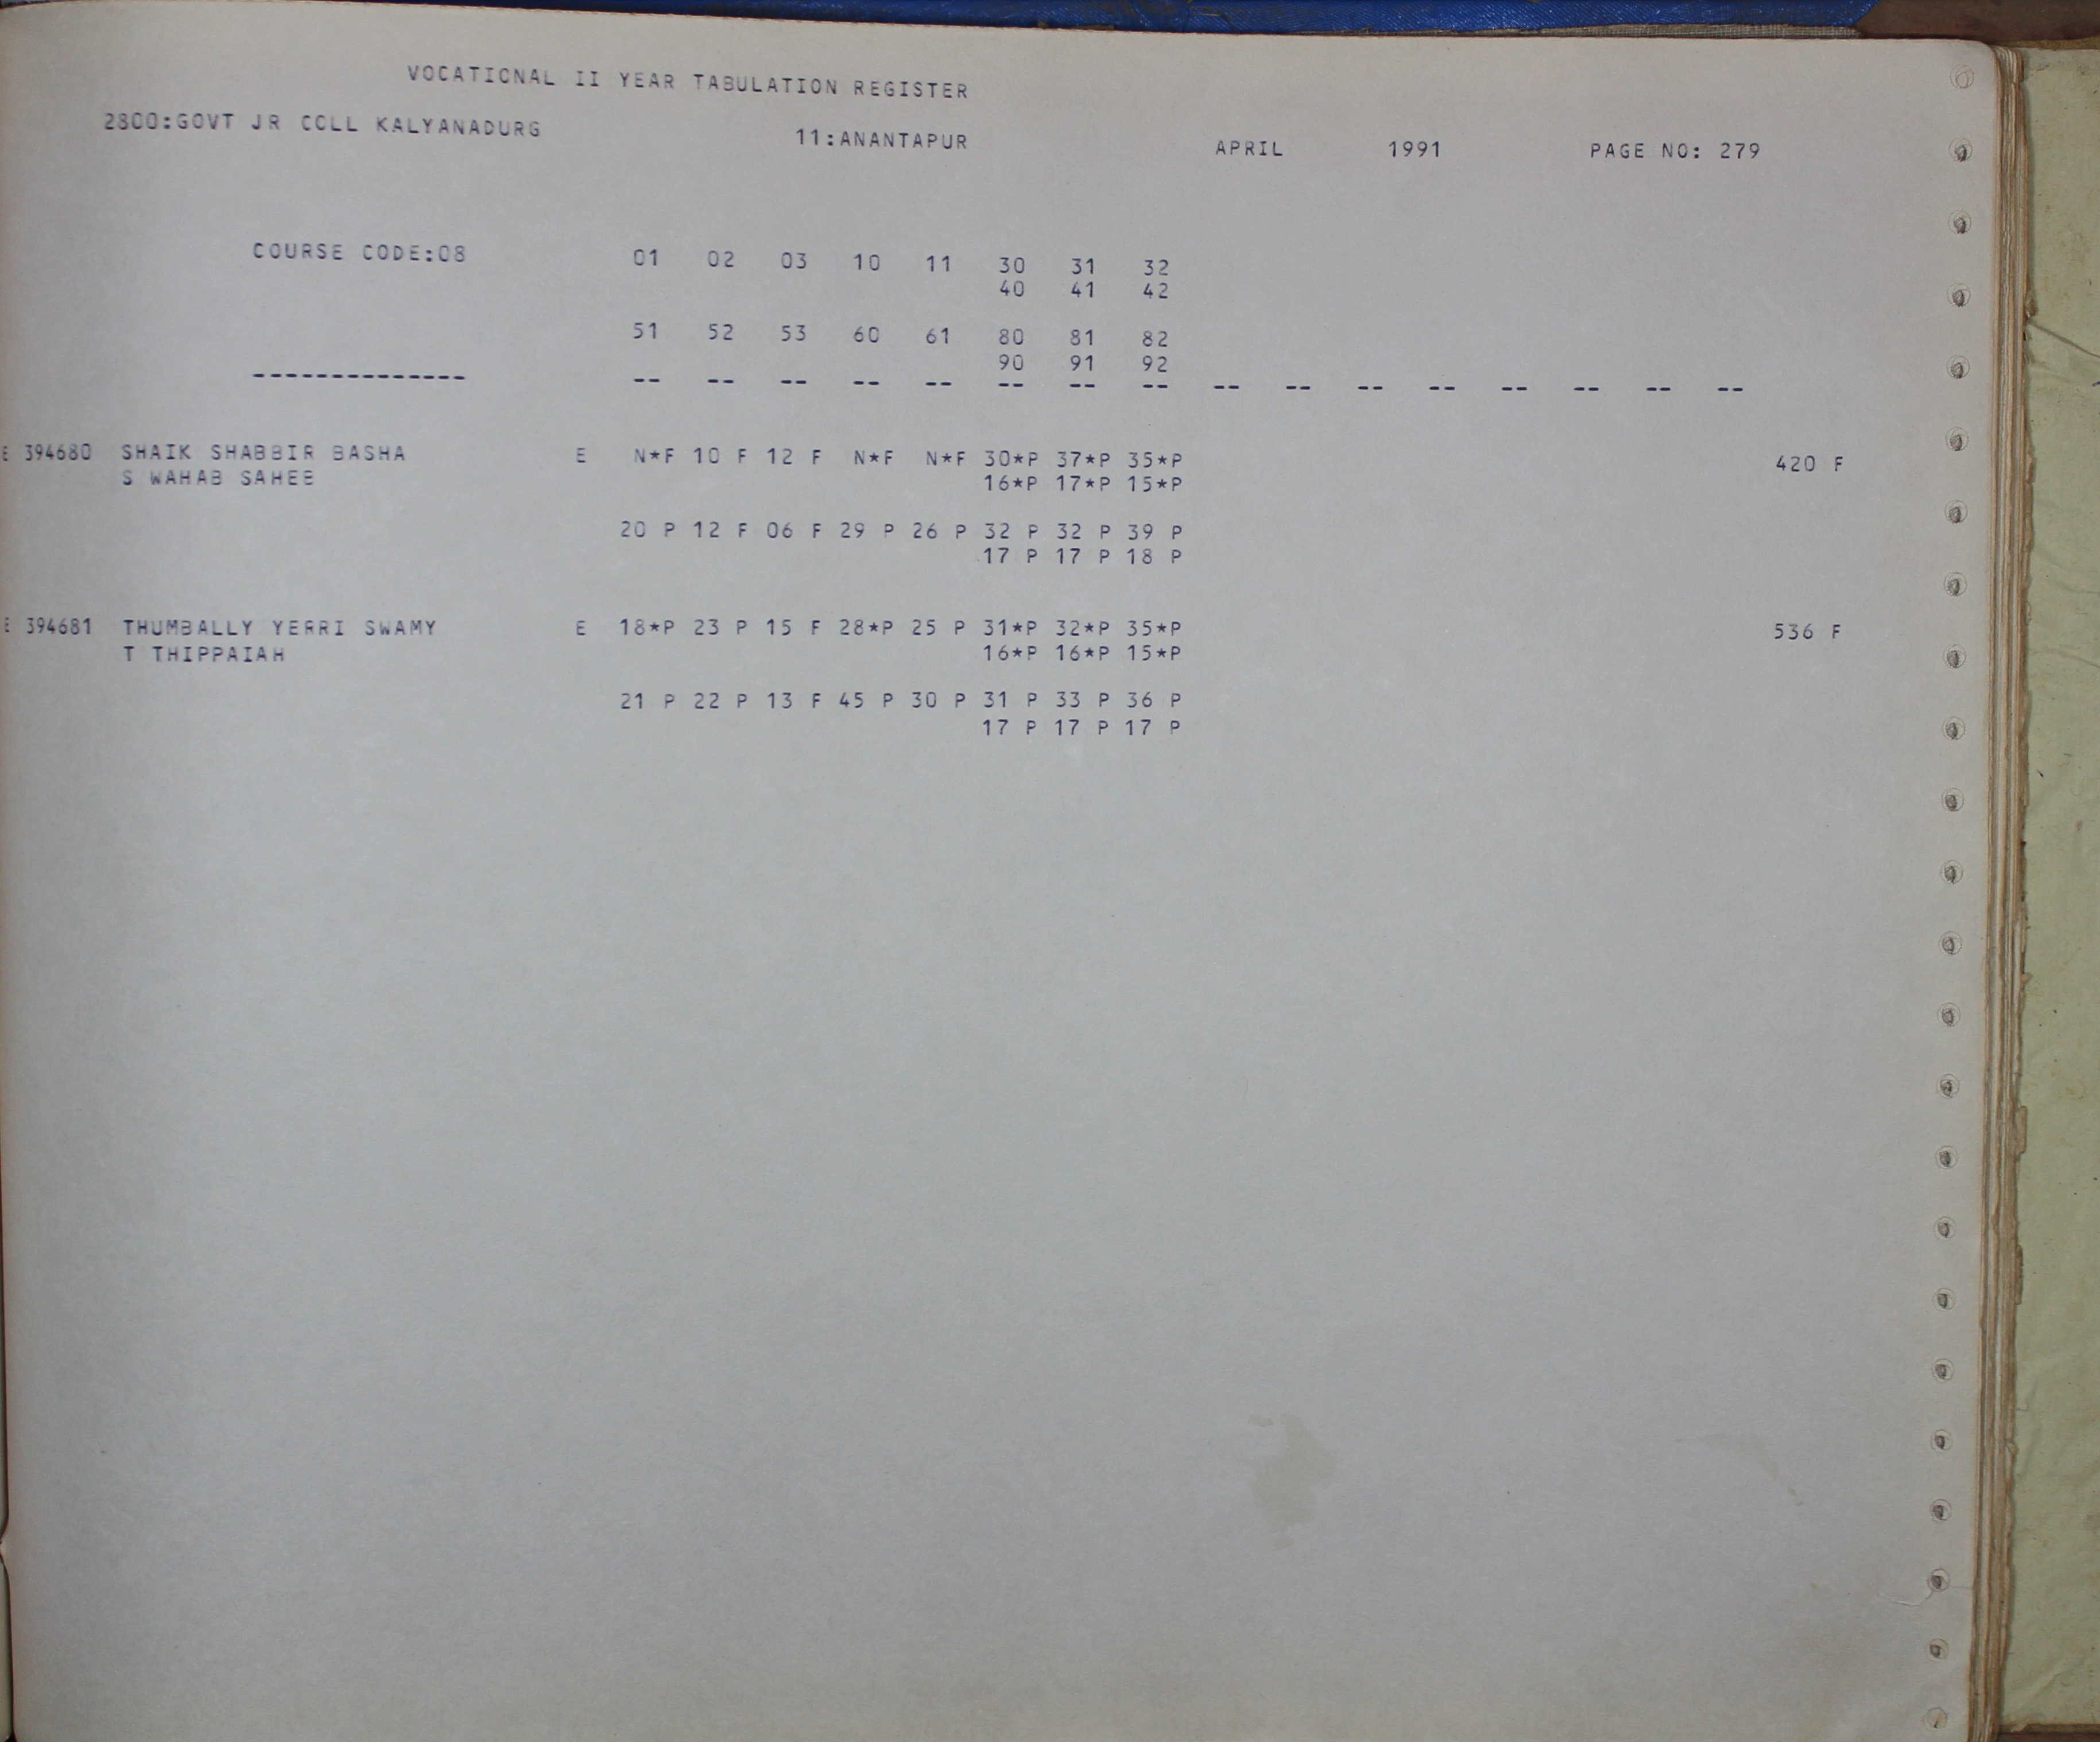 VOCATIONAL II YEAR TABULATION REGISTER
2800:GOVT JR COLL KALYANADURG 11:ANANTAPUR APRIL 1991 PAGE NO: 279
COURSE CODE:08 01 02 03 10 11 30 31 32
40 41 42
51 52 53 60 61 80 81 82
90 91 92
-------------- -- -- -- -- -- -- -- -- -- -- -- -- -- -- -- --
E 394680 SHAIK SHABBIR BASHA E N*F 10 F 12 F N*F N*F 30*P 37*P 35*P 420 F
S WAHAB SAHEB 16*P 17*P 15*P
20 P 12 F 06 F 29 P 26 P 32 P 32 P 39 P
17 P 17 P 18 P
E 394681 THUMBALLY YERRI SWAMY E 18*P 23 P 15 F 28*P 25 P 31*P 32*P 35*P 536 F
T THIPPAIAH 16*P 16*P 15*P
21 P 22 P 13 F 45 P 30 P 31 P 33 P 36 P
17 P 17 P 17 P